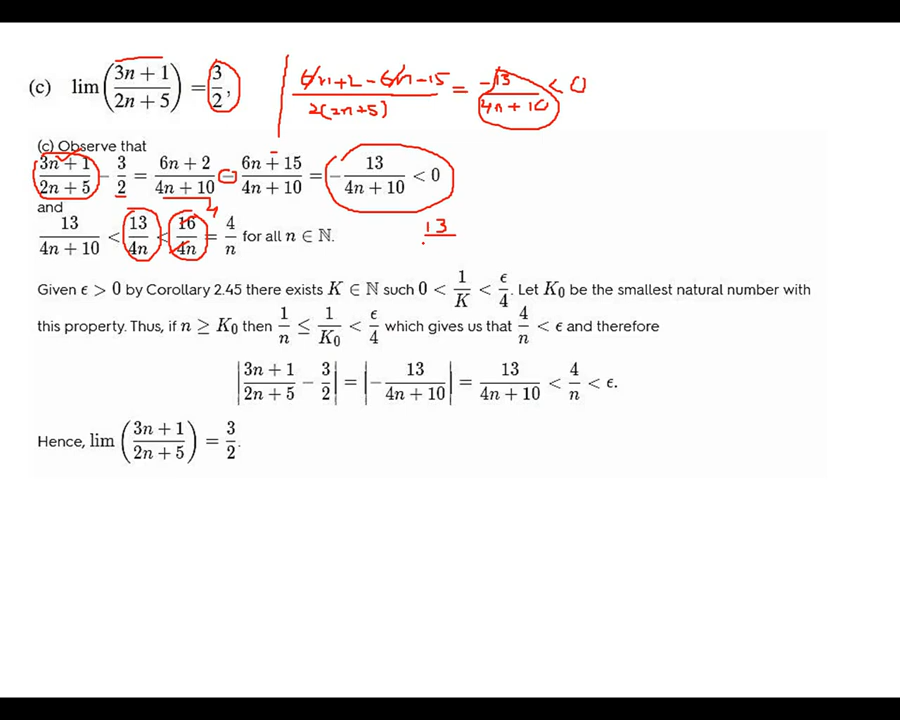 (c) lim(3n + 1 / 2n + 5) = 3/2,
6n+2-6n-15 / 2(2n+5) = -13 / 4n+10 < 0
(c) Observe that
3n + 1 / 2n + 5 - 3/2 = 6n + 2 / 4n + 10 - 6n + 15 / 4n + 10 = - 13 / 4n + 10 < 0
and
13 / 4n + 10 < 13 / 4n < 16 / 4n = 4 / n for all n ∈ ℕ.
4
13
Given ϵ > 0 by Corollary 2.45 there exists K ∈ ℕ such 0 < 1/K < ϵ/4. Let K₀ be the smallest natural number with
this property. Thus, if n ≥ K₀ then 1/n ≤ 1/K₀ < ϵ/4 which gives us that 4/n < ϵ and therefore
|3n + 1 / 2n + 5 - 3/2| = |- 13 / 4n + 10| = 13 / 4n + 10 < 4/n < ϵ.
Hence, lim (3n + 1 / 2n + 5) = 3/2.